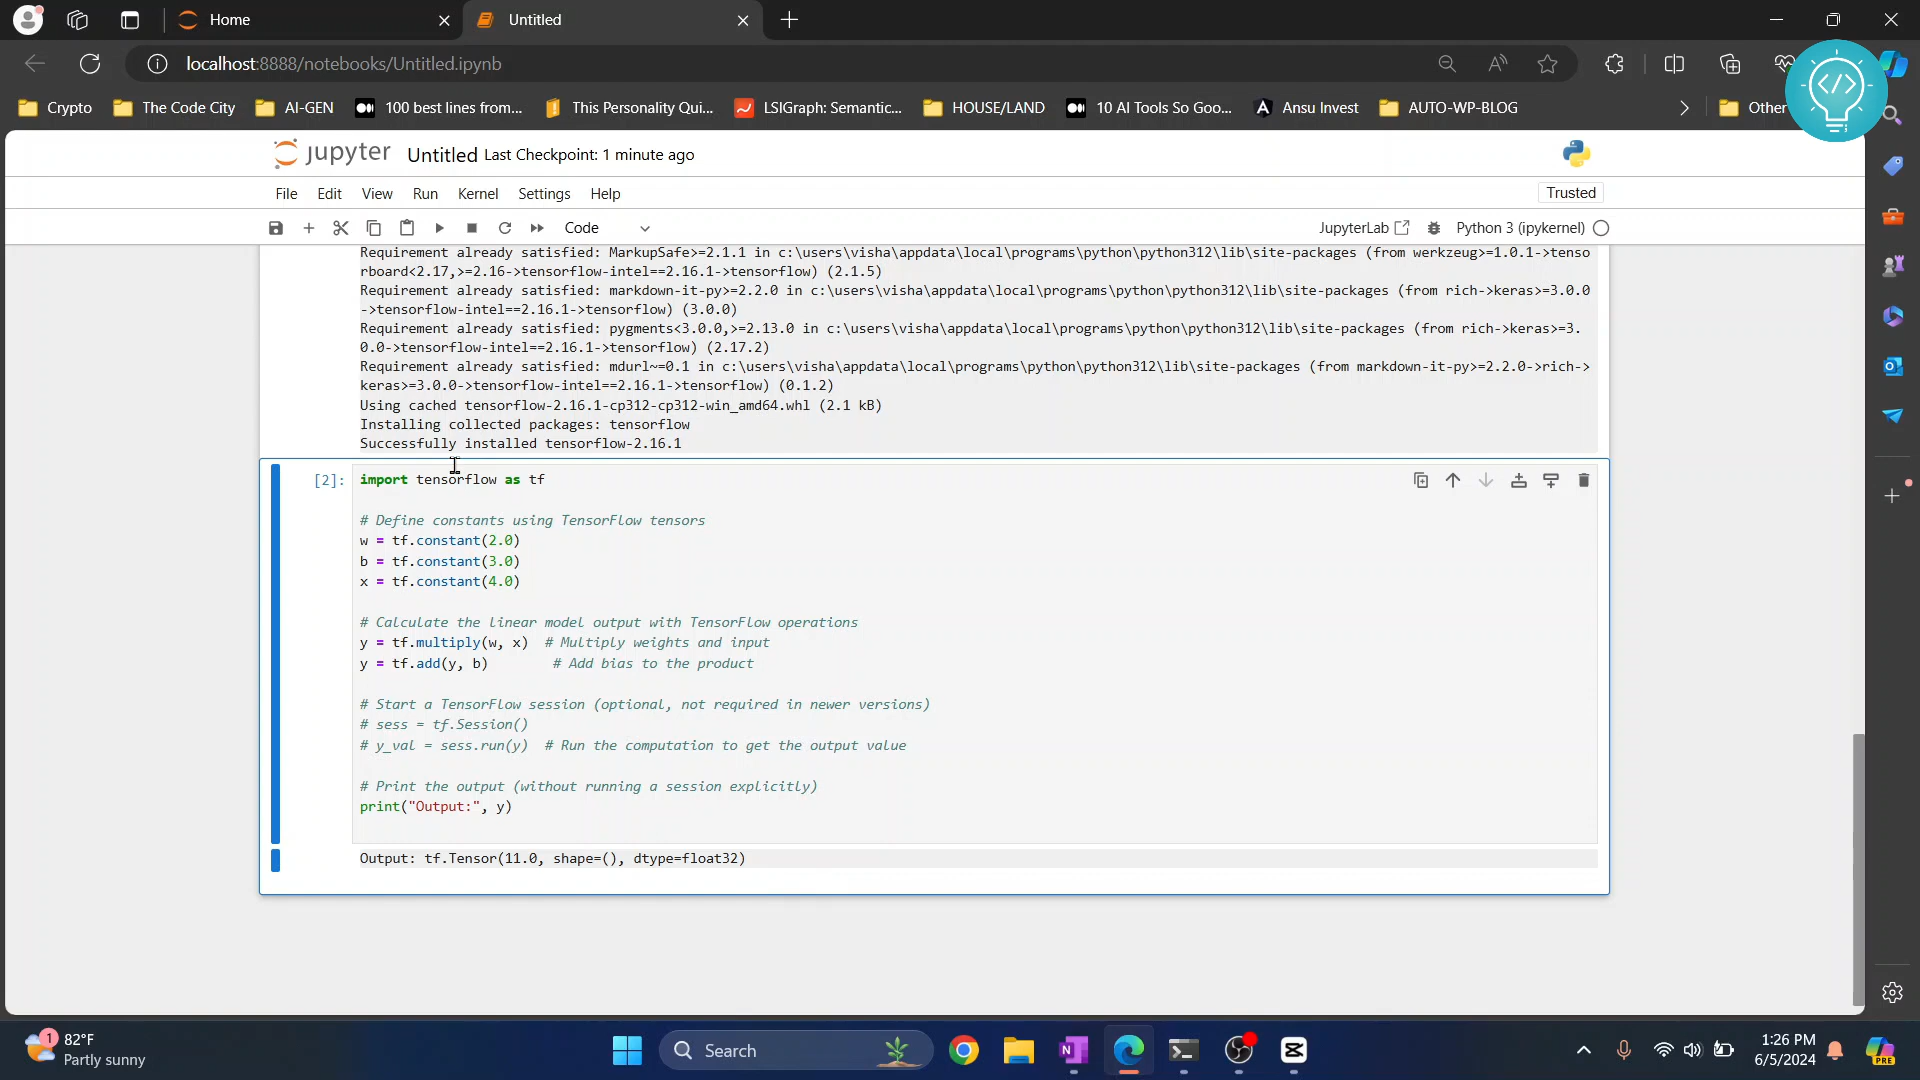 Home
Untitled
localhost:8888/notebooks/Untitled.ipynb
Crypto
The Code City
AI-GEN
100 best lines from...
This Personality Qui...
LSIGraph: Semantic...
HOUSE/LAND
10 AI Tools So Goo...
Ansu Invest
AUTO-WP-BLOG
Other
jupyter Untitled Last Checkpoint: 1 minute ago
File Edit View Run Kernel Settings Help
Trusted
Code
JupyterLab
Python 3 (ipykernel)
Requirement already satisfied: MarkupSafe>=2.1.1 in c:\users\visha\appdata\local\programs\python\python312\lib\site-packages (from werkzeug>=1.0.1->tenso
rboard<2.17,>=2.16->tensorflow-intel==2.16.1->tensorflow) (2.1.5)
Requirement already satisfied: markdown-it-py>=2.2.0 in c:\users\visha\appdata\local\programs\python\python312\lib\site-packages (from rich->keras>=3.0.0
->tensorflow-intel==2.16.1->tensorflow) (3.0.0)
Requirement already satisfied: pygments<3.0.0,>=2.13.0 in c:\users\visha\appdata\local\programs\python\python312\lib\site-packages (from rich->keras>=3.
0.0->tensorflow-intel==2.16.1->tensorflow) (2.17.2)
Requirement already satisfied: mdurl~=0.1 in c:\users\visha\appdata\local\programs\python\python312\lib\site-packages (from markdown-it-py>=2.2.0->rich->
keras>=3.0.0->tensorflow-intel==2.16.1->tensorflow) (0.1.2)
Using cached tensorflow-2.16.1-cp312-cp312-win_amd64.whl (2.1 kB)
Installing collected packages: tensorflow
Successfully installed tensorflow-2.16.1
[2]: import tensorflow as tf
# Define constants using TensorFlow tensors
w = tf.constant(2.0)
b = tf.constant(3.0)
x = tf.constant(4.0)
# Calculate the linear model output with TensorFlow operations
y = tf.multiply(w, x)  # Multiply weights and input
y = tf.add(y, b)        # Add bias to the product
# Start a TensorFlow session (optional, not required in newer versions)
# sess = tf.Session()
# y_val = sess.run(y)  # Run the computation to get the output value
# Print the output (without running a session explicitly)
print("Output:", y)
Output: tf.Tensor(11.0, shape=(), dtype=float32)
1
82°F
Partly sunny
Search
1:26 PM
6/5/2024
PRE